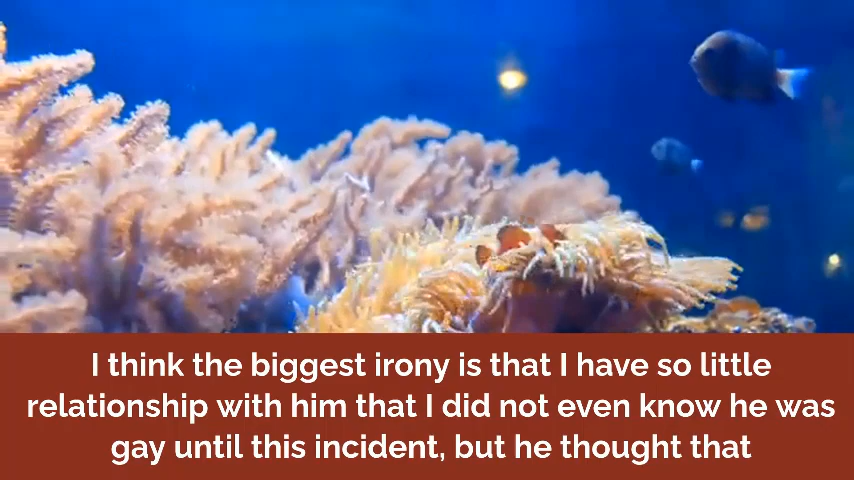 I think the biggest irony is that I have so little
relationship with him that I did not even know he was
gay until this incident, but he thought that